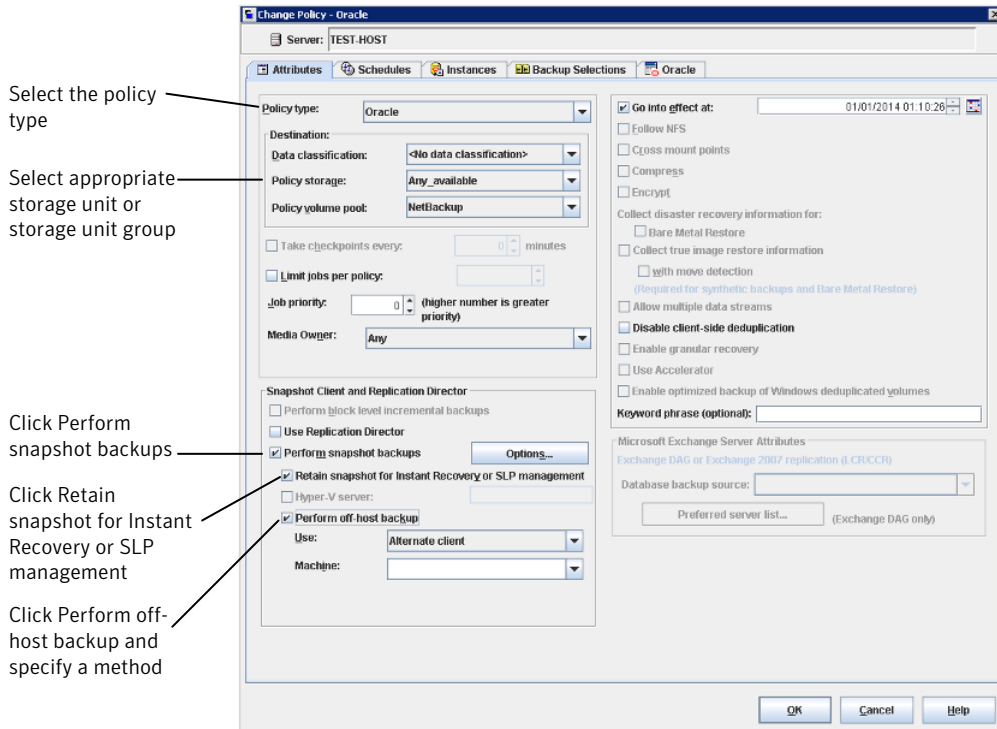 Change Policy - Oracle
Server: TEST-HOST
Attributes Schedules Instances Backup Selections Oracle
Select the policy
type
Select appropriate
storage unit or
storage unit group
Click Perform
snapshot backups
Click Retain
snapshot for Instant
Recovery or SLP
management
Click Perform off-
host backup and
specify a method
Policy type: Oracle
Destination:
Data classification: <No data classification>
Policy storage: Any_available
Policy volume pool: NetBackup
Take checkpoints every: 0 minutes
Limit jobs per policy:
Job priority: 0 (higher number is greater
priority)
Media Owner: Any
Snapshot Client and Replication Director
Perform block level incremental backups
Use Replication Director
Perform snapshot backups Options...
Retain snapshot for Instant Recovery or SLP management
Hyper-V server:
Perform off-host backup
Use: Alternate client
Machine:
Go into effect at: 01/01/2014 01:10:26
Follow NFS
Cross mount points
Compress
Encrypt
Collect disaster recovery information for:
Bare Metal Restore
Collect true image restore information
with move detection
(Required for synthetic backups and Bare Metal Restore)
Allow multiple data streams
Disable client-side deduplication
Enable granular recovery
Use Accelerator
Enable optimized backup of Windows deduplicated volumes
Keyword phrase (optional):
Microsoft Exchange Server Attributes
Exchange DAG or Exchange 2007 replication (LCR/CCR)
Database backup source:
Preferred server list... (Exchange DAG only)
OK Cancel Help